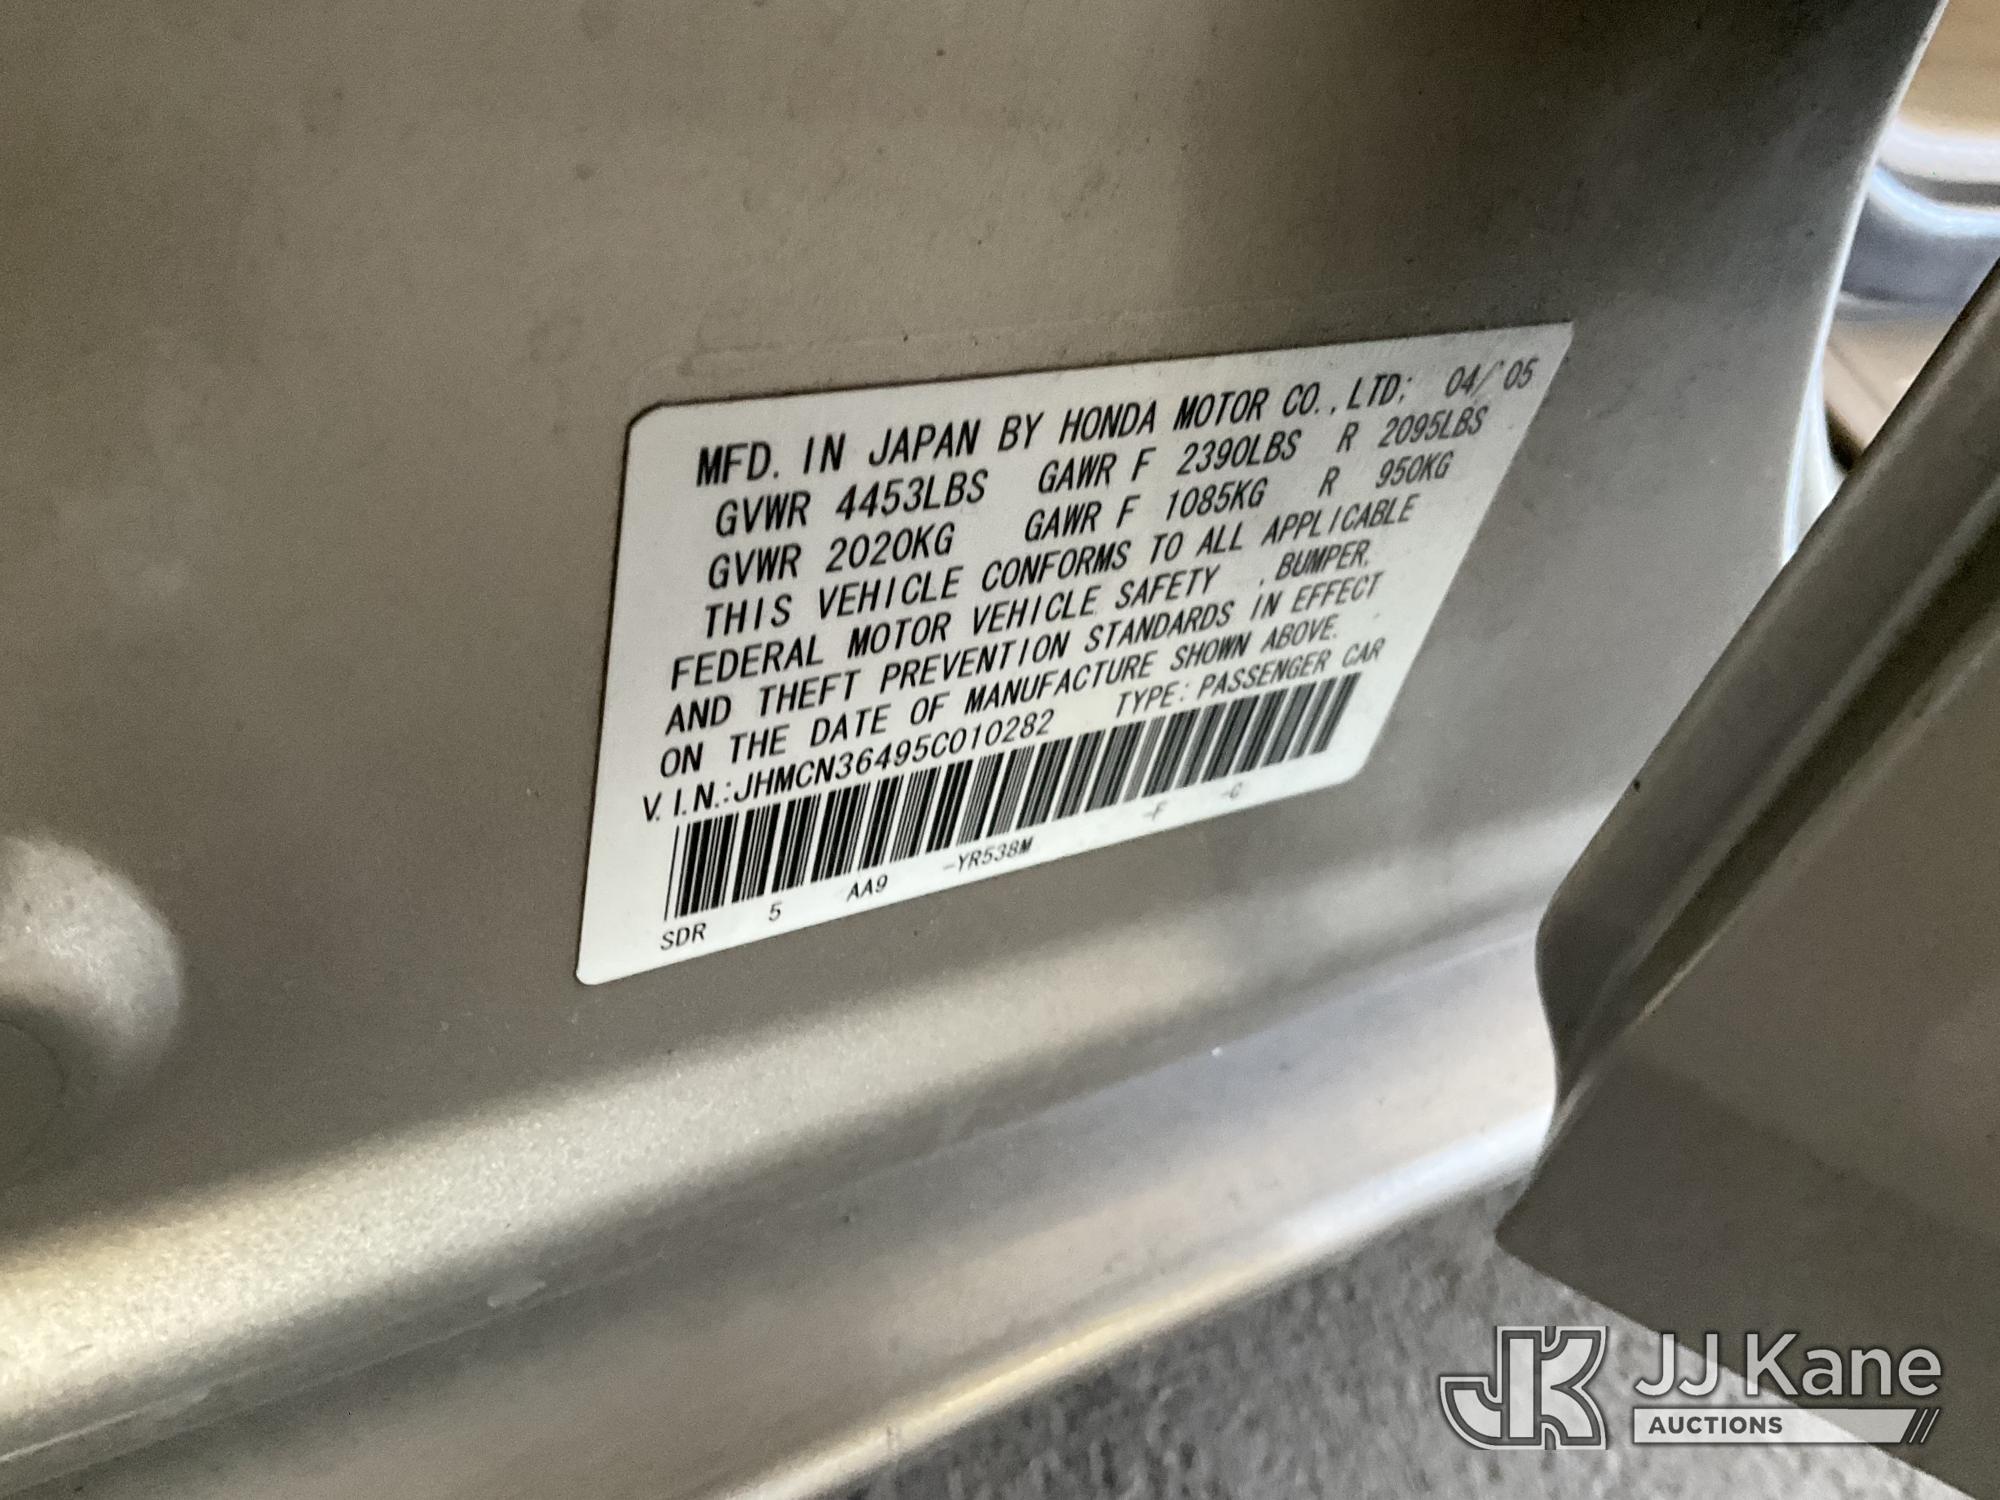 MFD. IN JAPAN BY HONDA MOTOR CO., LTD; 04/ 05
GVWR 4453LBS GAWR F 2390LBS R 2095LBS
GVWR 2020KG GAWR F 1085KG R 950KG
THIS VEHICLE CONFORMS TO ALL APPLICABLE
FEDERAL MOTOR VEHICLE SAFETY , BUMPER,
AND THEFT PREVENTION STANDARDS IN EFFECT
ON THE DATE OF MANUFACTURE SHOWN ABOVE.
V.I.N.:JHMCN36495C010282 TYPE: PASSENGER CAR
SDR 5 AA9 -YR538M -F -C
JK JJ Kane
AUCTIONS